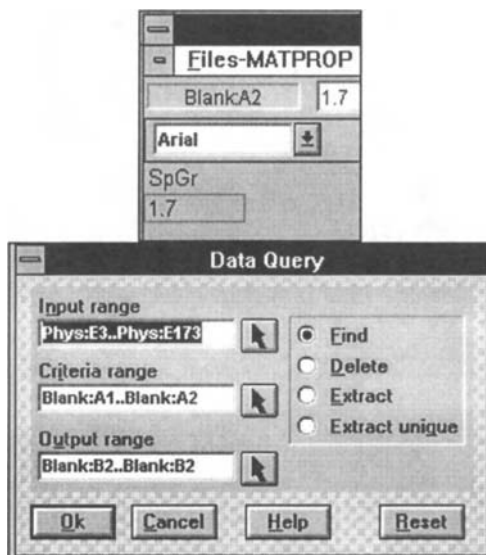 Files-MATPROP
Blank:A2 1.7
Arial
SpGr
1.7
Data Query
Input range
Phys:E3..Phys:E173
Criteria range
Blank:A1..Blank:A2
Output range
Blank:B2..Blank:B2
Find
Delete
Extract
Extract unique
Ok Cancel Help Reset